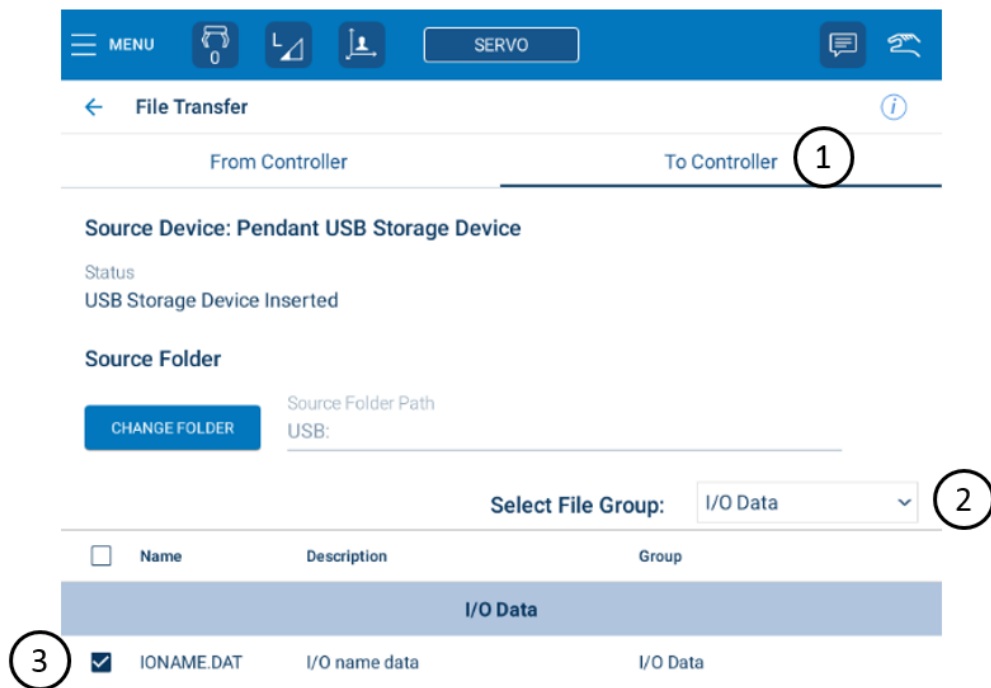 MENU 0 L SERVO
File Transfer i
From Controller To Controller 1
Source Device: Pendant USB Storage Device
Status
USB Storage Device Inserted
Source Folder
Source Folder Path
CHANGE FOLDER USB:
Select File Group: I/O Data 2
Name Description Group
I/O Data
3 IONAME.DAT I/O name data I/O Data